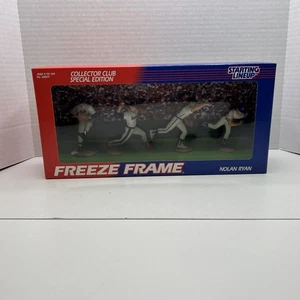 COLLECTOR CLUB
SPECIAL EDITION
STARTING
LINEUP
FREEZE FRAME
NOLAN RYAN